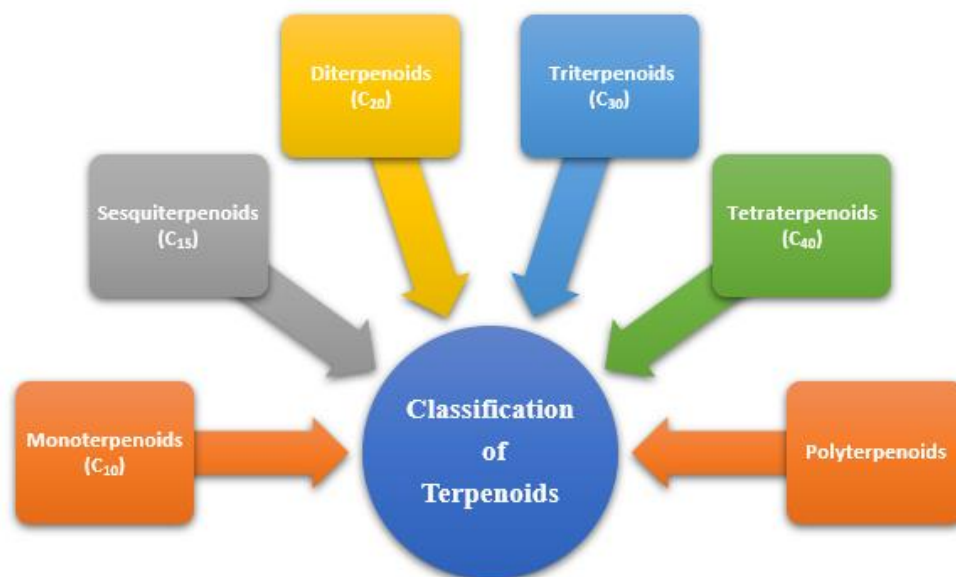 Diterpenoids
(C₂₀)
Triterpenoids
(C₃₀)
Sesquiterpenoids
(C₁₅)
Tetraterpenoids
(C₄₀)
Monoterpenoids
(C₁₀)
Classification
of
Terpenoids
Polyterpenoids